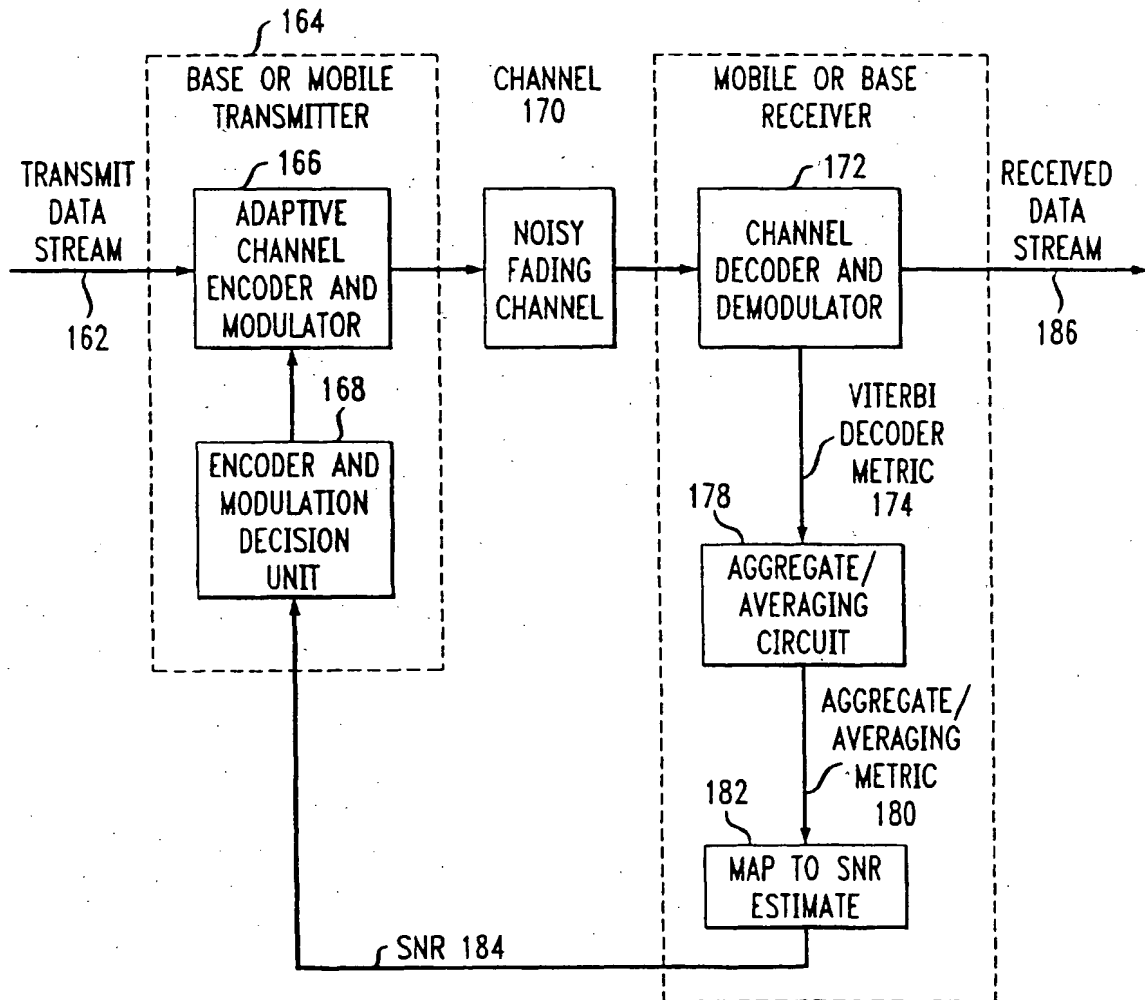 164
BASE OR MOBILE
TRANSMITTER
CHANNEL
170
MOBILE OR BASE
RECEIVER
TRANSMIT
DATA
STREAM
162
166
ADAPTIVE
CHANNEL
ENCODER AND
MODULATOR
NOISY
FADING
CHANNEL
172
CHANNEL
DECODER AND
DEMODULATOR
RECEIVED
DATA
STREAM
186
168
ENCODER AND
MODULATION
DECISION
UNIT
VITERBI
DECODER
METRIC
174
178
AGGREGATE/
AVERAGING
CIRCUIT
AGGREGATE/
AVERAGING
METRIC
180
182
MAP TO SNR
ESTIMATE
SNR 184